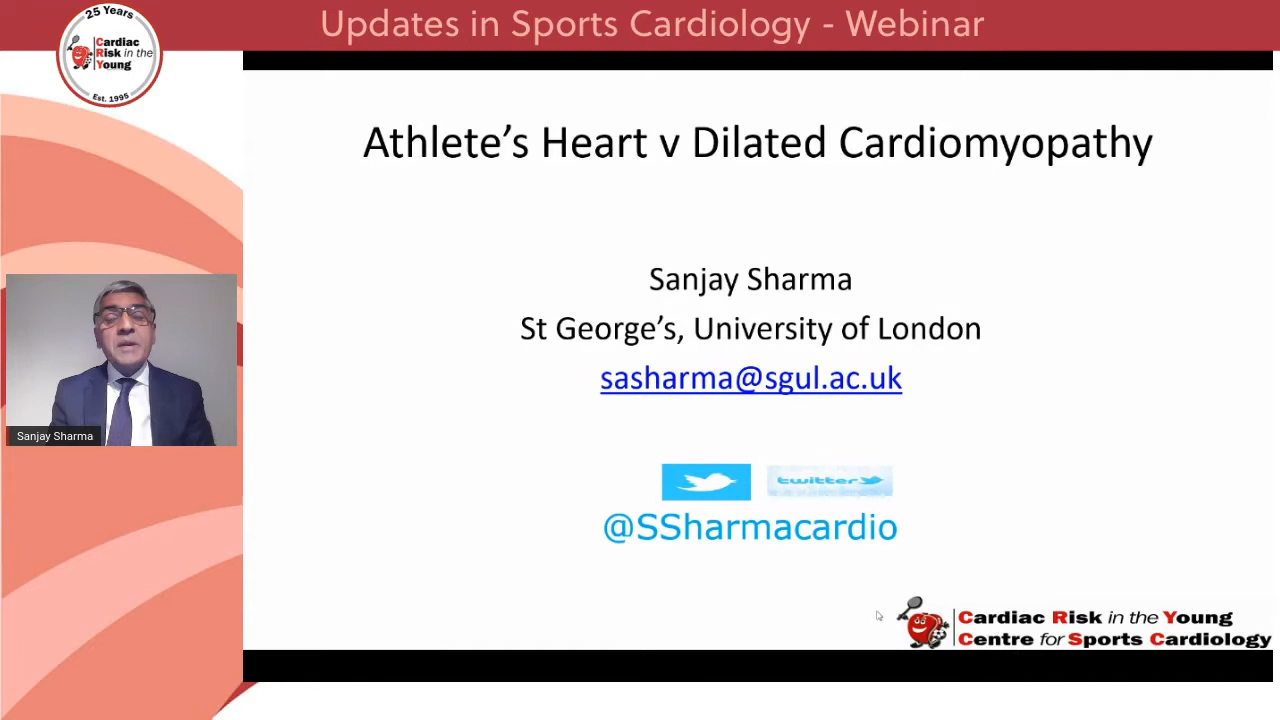 Updates in Sports Cardiology - Webinar
25 Years
Cardiac
Risk in the
Young
Est. 1995
Athlete’s Heart v Dilated Cardiomyopathy
Sanjay Sharma
St George’s, University of London
sasharma@sgul.ac.uk
twitter
@SSharmacardio
Sanjay Sharma
Cardiac Risk in the Young
Centre for Sports Cardiology